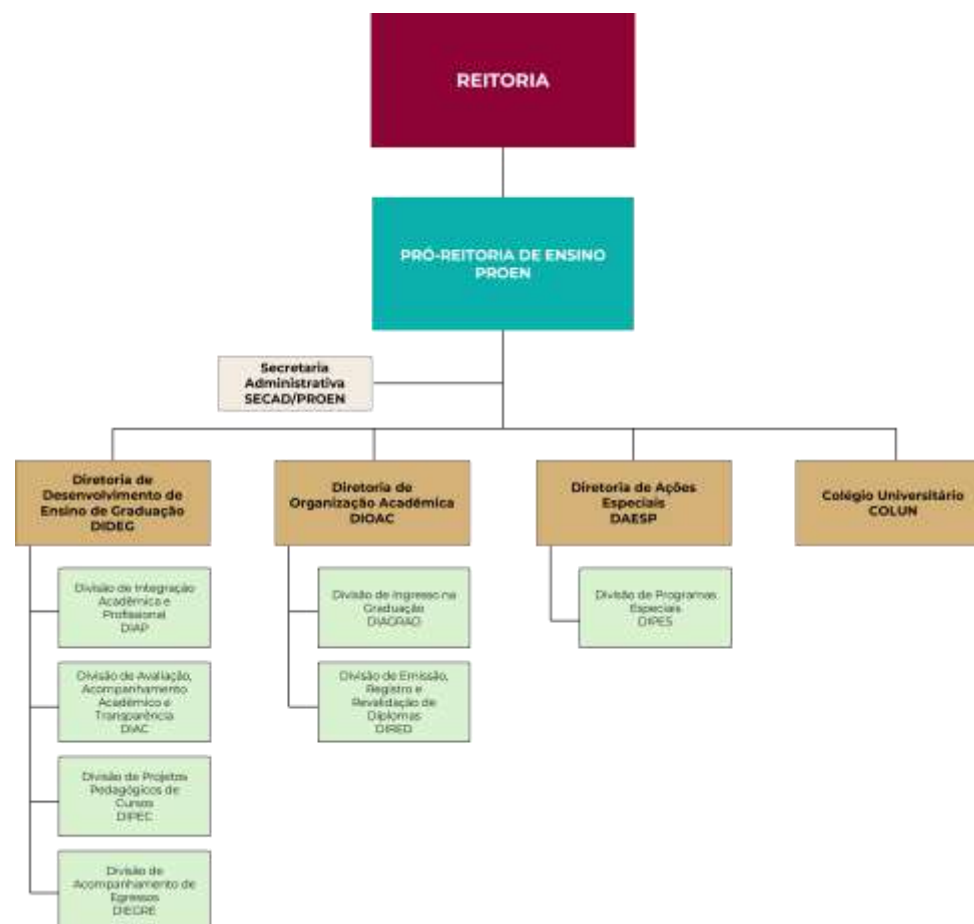 REITORIA
PRÓ-REITORIA DE ENSINO
PROEN
Secretaria
Administrativa
SECAD/PROEN
Diretoria de
Desenvolvimento de
Ensino de Graduação
DIDEG
Diretoria de
Organização Acadêmica
DIOAC
Diretoria de Ações
Especiais
DAESP
Colégio Universitário
COLUN
Divisão de Integração
Acadêmica e
Profissional
DIAP
Divisão de Avaliação,
Acompanhamento
Acadêmico e
Transparência
DIAC
Divisão de Projetos
Pedagógicos de
Cursos
DIPEC
Divisão de
Acompanhamento de
Egressos
DIEGRE
Divisão de Ingresso na
Graduação
Divisão de Emissão,
Registro e
Revalidação de
Diplomas
DIRED
Divisão de Programas
Especiais
DIPES